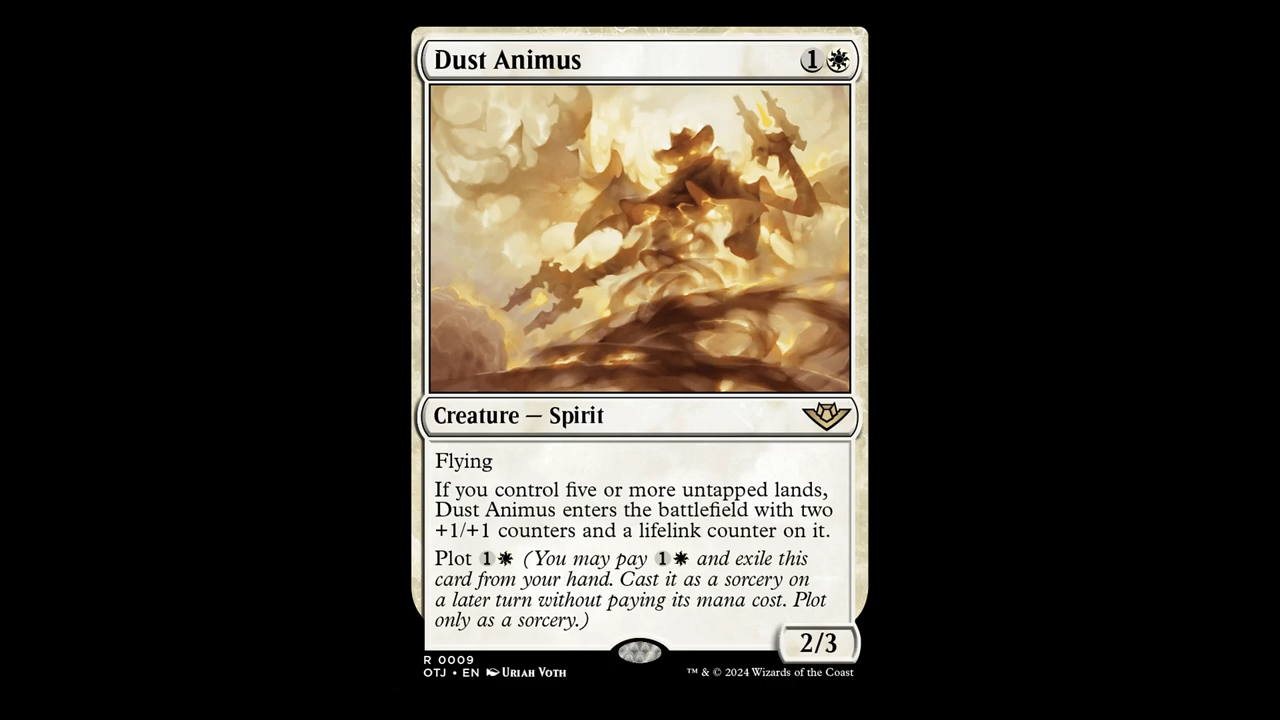 Dust Animus 1
Creature — Spirit
Flying
If you control five or more untapped lands,
Dust Animus enters the battlefield with two
+1/+1 counters and a lifelink counter on it.
Plot 1 (You may pay 1 and exile this
card from your hand. Cast it as a sorcery on
a later turn without paying its mana cost. Plot
only as a sorcery.)
2/3
R 0009
OTJ • EN Uriah Voth
™ & © 2024 Wizards of the Coast